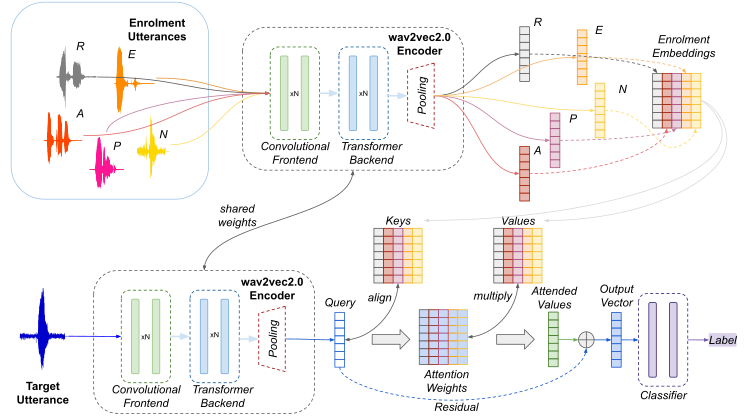 Enrolment
Utterances
R
E
A
P
N
wav2vec2.0
Encoder
xN
xN
Pooling
Convolutional
Frontend
Transformer
Backend
R
E
N
P
A
Enrolment
Embeddings
shared
weights
Keys
Values
wav2vec2.0
Encoder
xN
xN
Pooling
Convolutional
Frontend
Transformer
Backend
Target
Utterance
Query
align
multiply
Attention
Weights
Attended
Values
Output
Vector
Residual
Classifier
Label